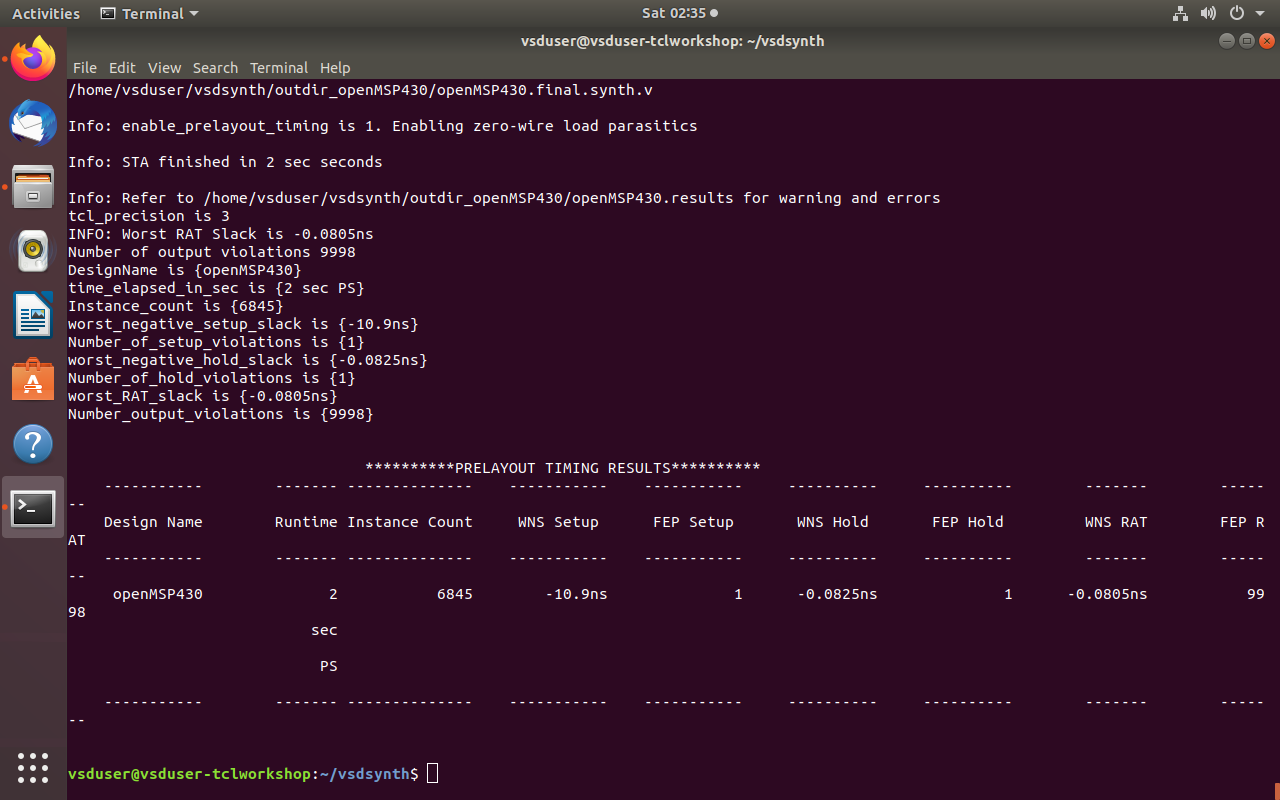 Activities Terminal Sat 02:35
vsduser@vsduser-tclworkshop: ~/vsdsynth
File Edit View Search Terminal Help
/home/vsduser/vsdsynth/outdir_openMSP430/openMSP430.final.synth.v
Info: enable_prelayout_timing is 1. Enabling zero-wire load parasitics
Info: STA finished in 2 sec seconds
Info: Refer to /home/vsduser/vsdsynth/outdir_openMSP430/openMSP430.results for warning and errors
tcl_precision is 3
INFO: Worst RAT Slack is -0.0805ns
Number of output violations 9998
DesignName is {openMSP430}
time_elapsed_in_sec is {2 sec PS}
Instance_count is {6845}
worst_negative_setup_slack is {-10.9ns}
Number_of_setup_violations is {1}
worst_negative_hold_slack is {-0.0825ns}
Number_of_hold_violations is {1}
worst_RAT_slack is {-0.0805ns}
Number_output_violations is {9998}
**********PRELAYOUT TIMING RESULTS**********
----------- ------- -------------- ----------- ----------- ---------- ---------- ------- -----
--
Design Name Runtime Instance Count WNS Setup FEP Setup WNS Hold FEP Hold WNS RAT FEP R
AT
----------- ------- -------------- ----------- ----------- ---------- ---------- ------- -----
--
openMSP430 2 6845 -10.9ns 1 -0.0825ns 1 -0.0805ns 99
98
sec
PS
----------- ------- -------------- ----------- ----------- ---------- ---------- ------- -----
--
vsduser@vsduser-tclworkshop:~/vsdsynth$